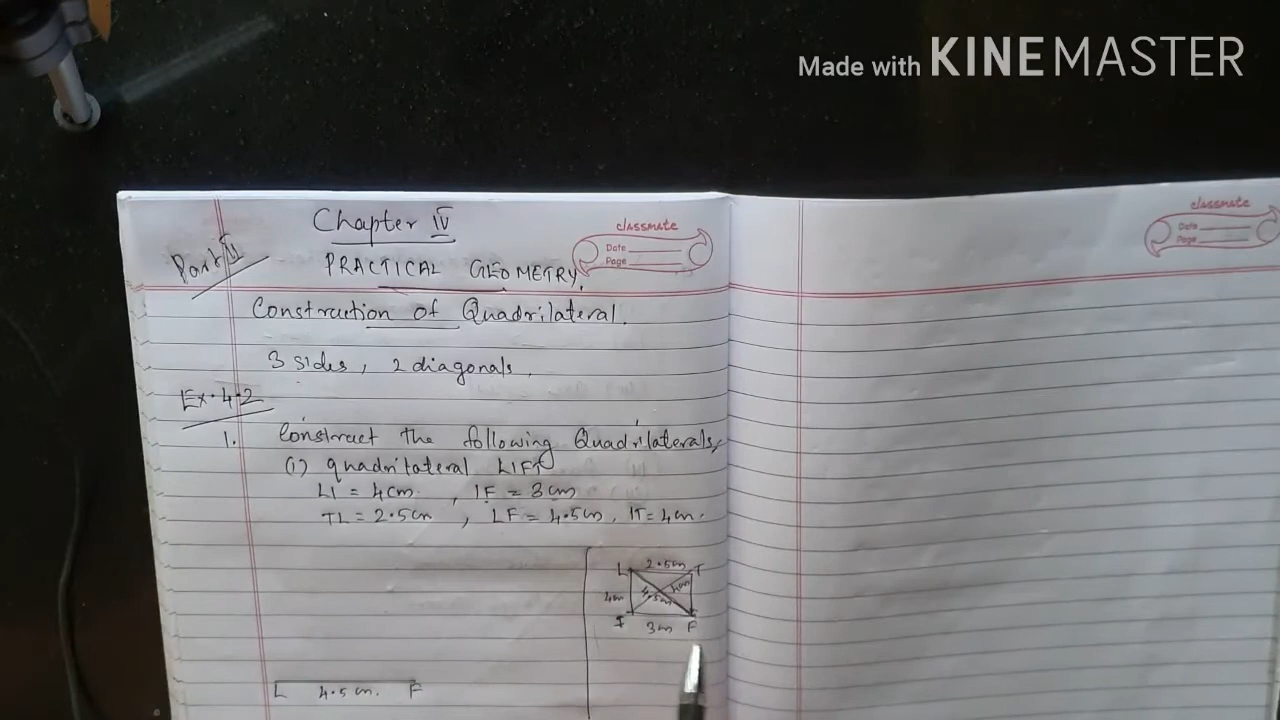 Made with KINEMASTER
Chapter IV
classmate
Date
Page
Part II
PRACTICAL GEOMETRY.
Construction of Quadrilateral.
3 sides, 2 diagonals.
Ex. 4.2
1. Construct the following Quadrilaterals,
(i) quadrilateral LIFT
LI = 4cm , IF = 3cm
TL = 2.5cm , LF = 4.5cm, IT = 4cm.
L 2.5cm T
4cm 4.5cm 4cm
I 3cm F
L 4.5cm. F
classmate
Date
Page